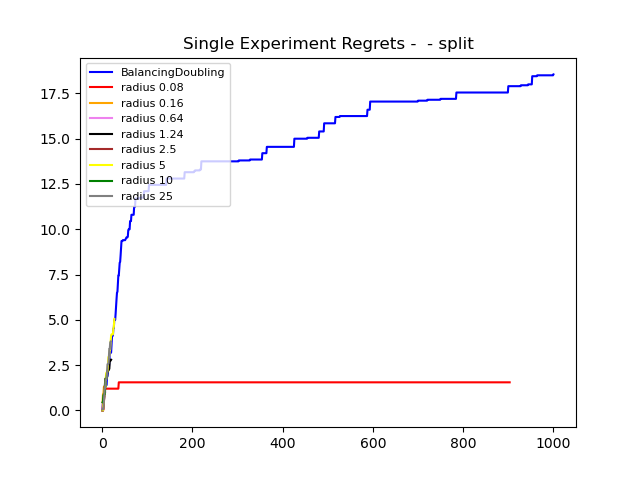 Single Experiment Regrets -  - split
BalancingDoubling
radius 0.08
radius 0.16
radius 0.64
radius 1.24
radius 2.5
radius 5
radius 10
radius 25
17.5
15.0
12.5
10.0
7.5
5.0
2.5
0.0
0 200 400 600 800 1000